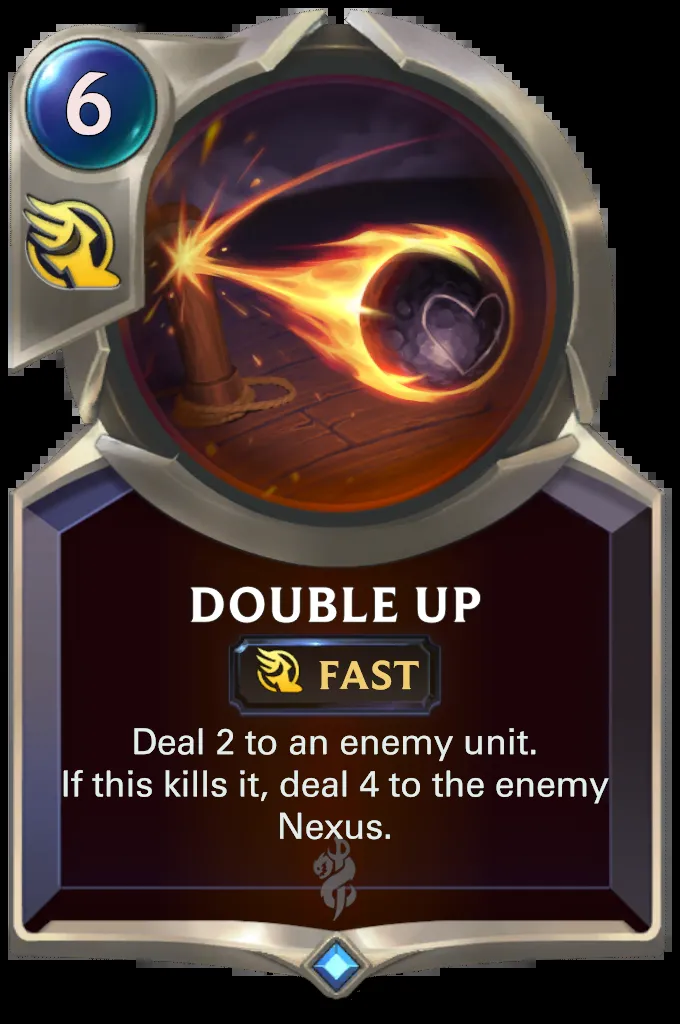 6
DOUBLE UP
FAST
Deal 2 to an enemy unit.
If this kills it, deal 4 to the enemy
Nexus.